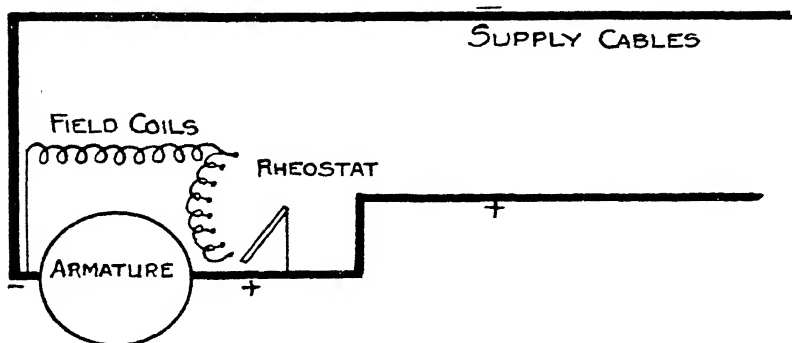 –
SUPPLY CABLES
FIELD COILS
RHEOSTAT
+
ARMATURE
– +